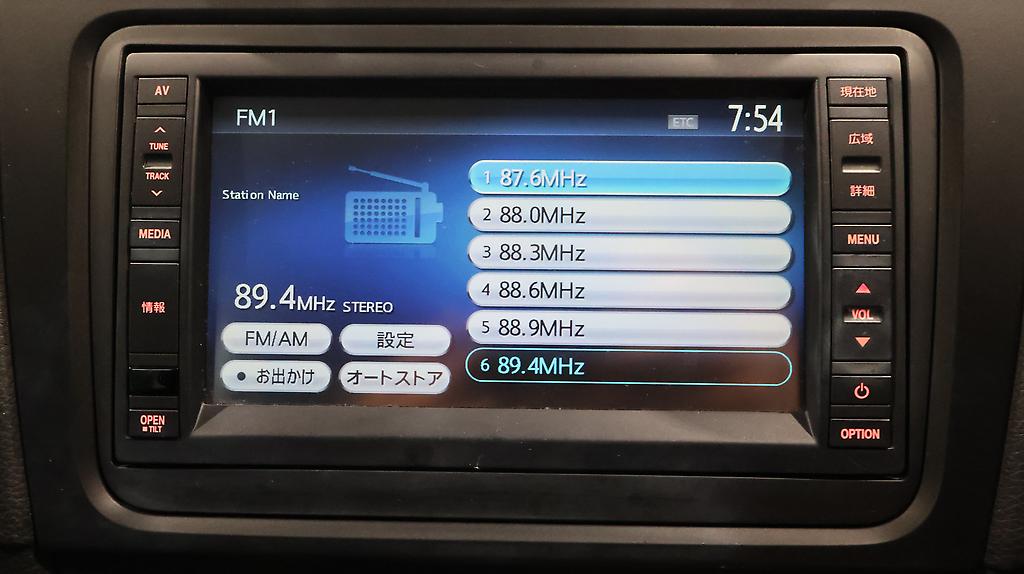 AV
TUNE
TRACK
MEDIA
情報
OPEN
TILT
FM1
ETC
7:54
Station Name
89.4MHz STEREO
FM/AM
設定
お出かけ
オートストア
1 87.6MHz
2 88.0MHz
3 88.3MHz
4 88.6MHz
5 88.9MHz
6 89.4MHz
現在地
広域
詳細
MENU
VOL
OPTION